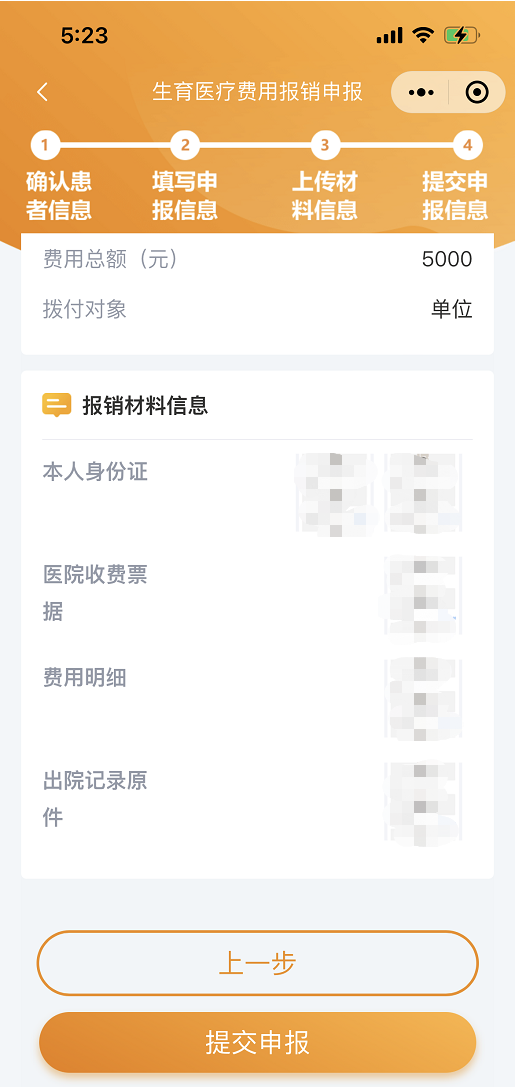 5:23
生育医疗费用报销申报
1
2
3
4
确认患
者信息
填写申
报信息
上传材
料信息
提交申
报信息
费用总额（元） 5000
拨付对象 单位
报销材料信息
本人身份证
医院收费票
据
费用明细
出院记录原
件
上一步
提交申报